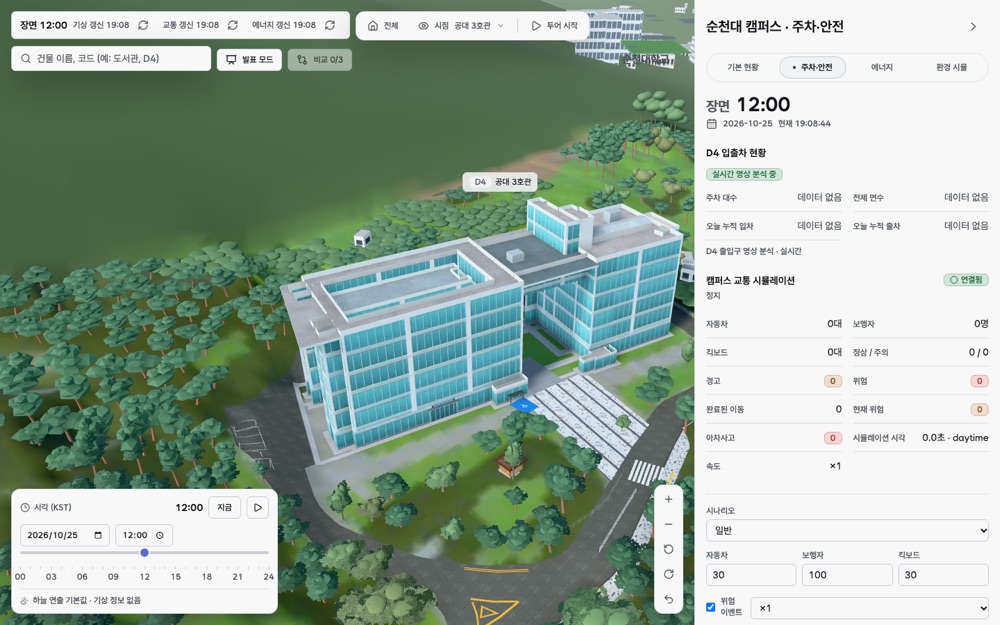 장면 12:00 기상 갱신 19:08 교통 갱신 19:08 에너지 갱신 19:08
전체 시점 공대 3호관 투어 시작
건물 이름, 코드 (예: 도서관, D4)
발표 모드
비교 0/3
D4 공대 3호관
시각 (KST) 12:00 지금
2026/10/25 12:00
00 03 06 09 12 15 18 21 24
하늘 연출 기본값 · 기상 정보 없음
순천대 캠퍼스 · 주차·안전
기본 현황 주차·안전 에너지 환경 시뮬
장면 12:00
2026-10-25 현재 19:08:44
D4 입출차 현황
실시간 영상 분석 중
주차 대수 데이터 없음 전체 면수 데이터 없음
오늘 누적 입차 데이터 없음 오늘 누적 출차 데이터 없음
D4 출입구 영상 분석 · 실시간
캠퍼스 교통 시뮬레이션 연결됨
정지
자동차 0대 보행자 0명
킥보드 0대 정상 / 주의 0 / 0
경고 0 위험 0
완료된 이동 0 현재 위험 0
아차사고 0 시뮬레이션 시각 0.0초 · daytime
속도 ×1
시나리오
일반
자동차 보행자 킥보드
30 100 30
위험 이벤트 ×1